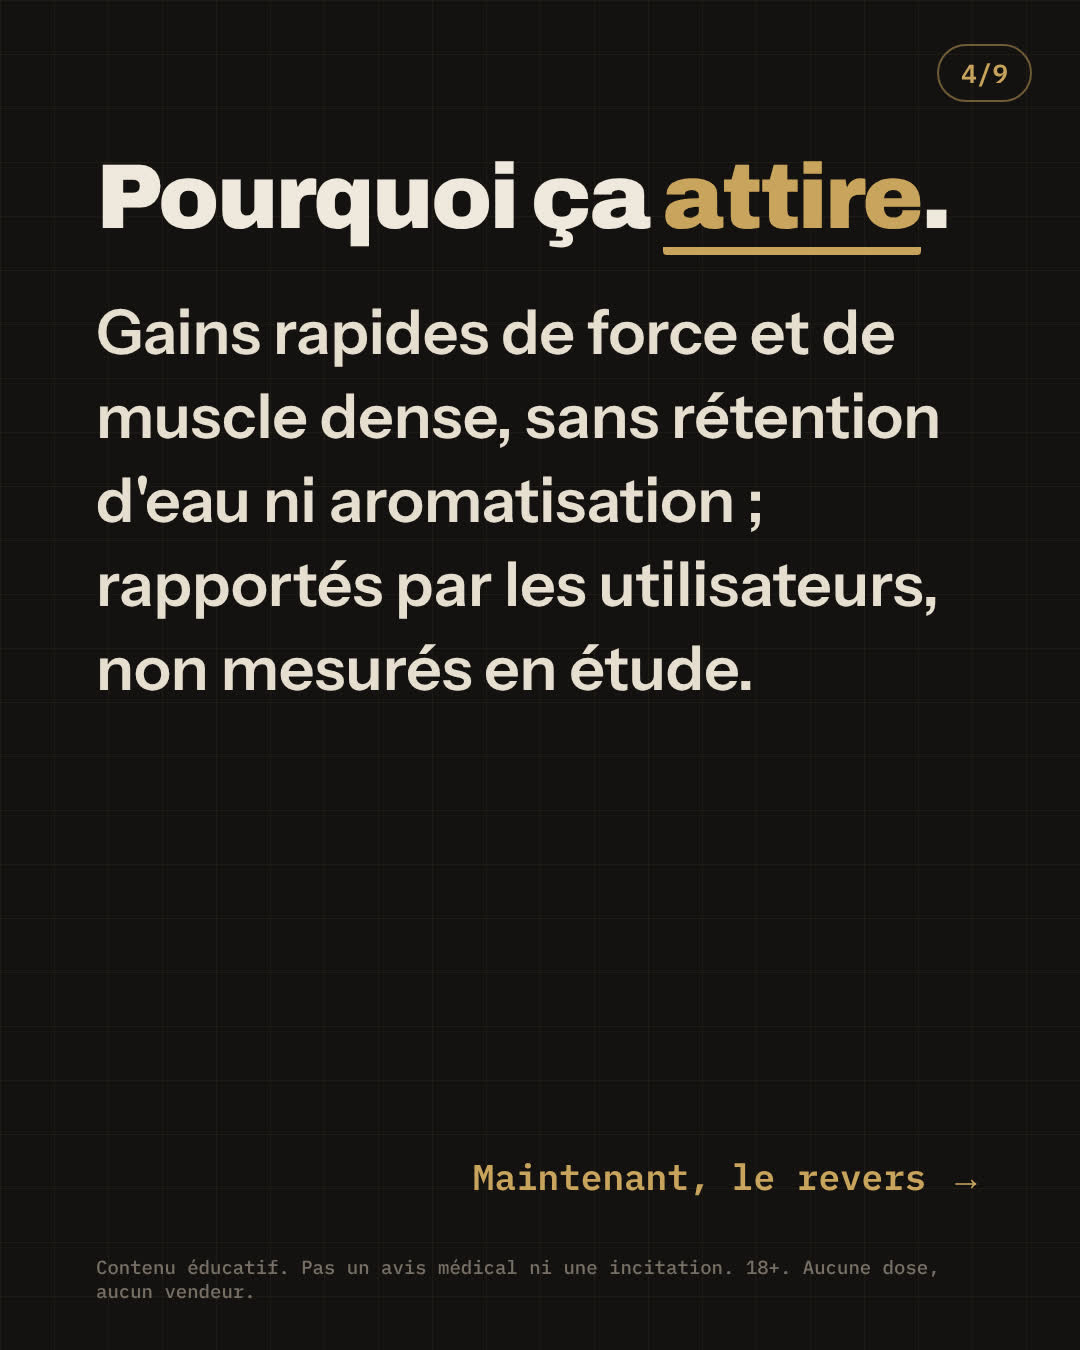 4/9
Pourquoi ça attire.
Gains rapides de force et de
muscle dense, sans rétention
d'eau ni aromatisation ;
rapportés par les utilisateurs,
non mesurés en étude.
Maintenant, le revers →
Contenu éducatif. Pas un avis médical ni une incitation. 18+. Aucune dose,
aucun vendeur.